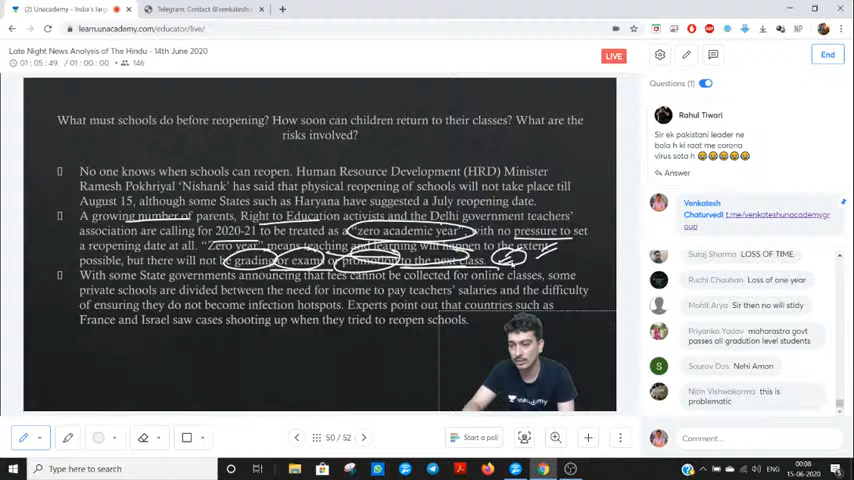 (2) Unacademy - India's larg
Telegram: Contact @venkateshu
learn.unacademy.com/educator/live/
NP
Late Night News Analysis of The Hindu - 14th June 2020
01:05:49 / 01:00:00 • 146
LIVE
End
What must schools do before reopening? How soon can children return to their classes? What are the
risks involved?
No one knows when schools can reopen. Human Resource Development (HRD) Minister
Ramesh Pokhriyal 'Nishank' has said that physical reopening of schools will not take place till
August 15, although some States such as Haryana have suggested a July reopening date.
A growing number of parents, Right to Education activists and the Delhi government teachers'
association are calling for 2020-21 to be treated as a "zero academic year", with no pressure to set
a reopening date at all. "Zero year" means teaching and learning will happen to the extent
possible, but there will not be grading or exams or promotion to the next class.
With some State governments announcing that fees cannot be collected for online classes, some
private schools are divided between the need for income to pay teachers' salaries and the difficulty
of ensuring they do not become infection hotspots. Experts point out that countries such as
France and Israel saw cases shooting up when they tried to reopen schools.
unacademy
50 / 52
Start a poll
Questions (1)
Rahul Tiwari
Sir ek pakistani leader ne
bola h ki raat me corona
virus sota h 😂😂😂😂😂
Answer
Venkatesh
Chaturvedi t.me/venkateshunacademygr
oup
Suraj Sharma LOSS OF TIME
Ruchi Chauhan Loss of one year
Mohit Arya Sir then no will stidy
Priyanka Yadav maharastra govt
passes all gradution level students
S
Sourav Das Nehi Aman
Nitin Vishwakarma this is
problematic
Comment...
Type here to search
ENG
00:08
15-06-2020
5